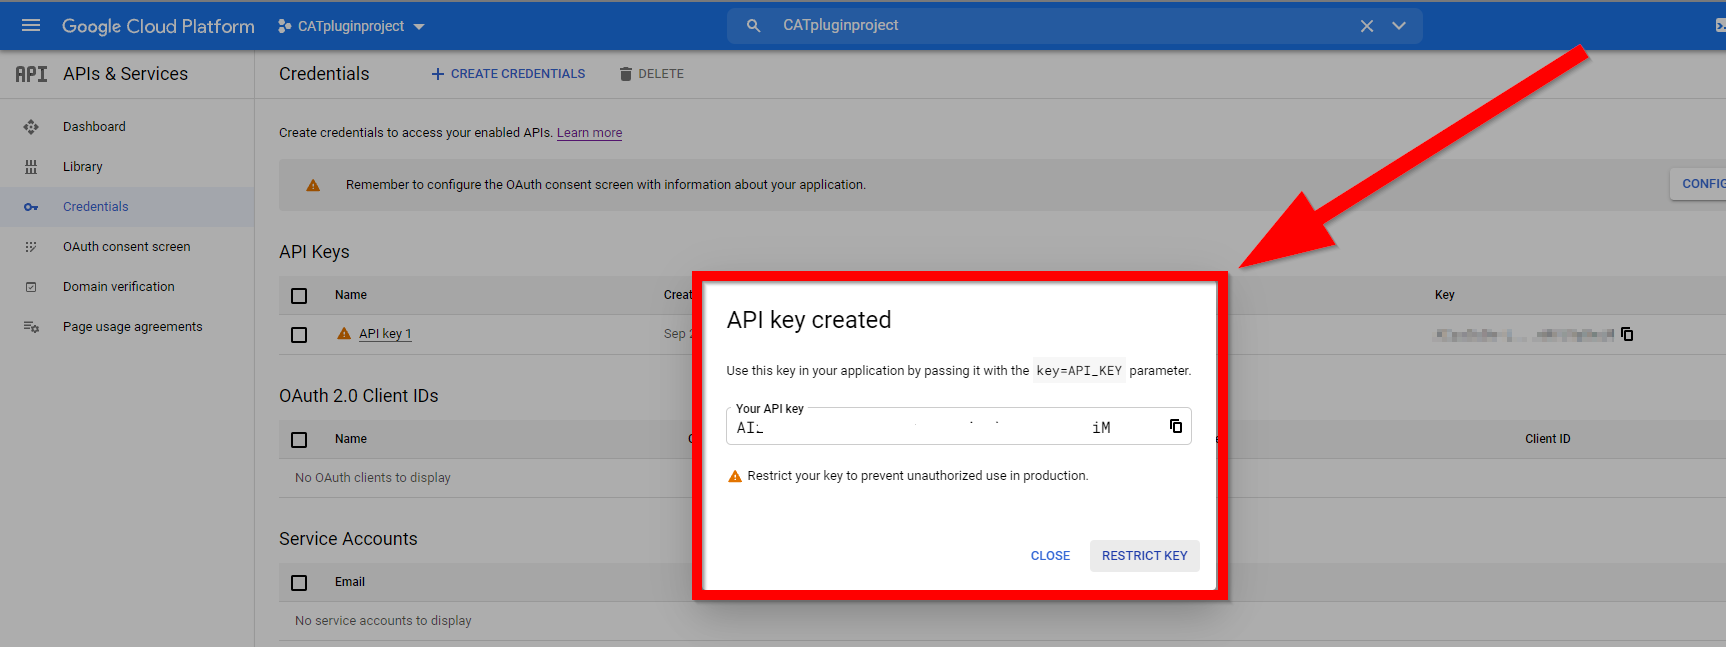 Google Cloud Platform CATpluginproject CATpluginproject
API APIs & Services Credentials CREATE CREDENTIALS DELETE
Dashboard
Library
Credentials
OAuth consent screen
Domain verification
Page usage agreements
Create credentials to access your enabled APIs. Learn more
Remember to configure the OAuth consent screen with information about your application. CONFIG
API Keys
Name Creat Key
API key 1 Sep 2
OAuth 2.0 Client IDs
Name Client ID
No OAuth clients to display
Service Accounts
Email
No service accounts to display
API key created
Use this key in your application by passing it with the key=API_KEY parameter.
Your API key
AI iM
Restrict your key to prevent unauthorized use in production.
CLOSE RESTRICT KEY